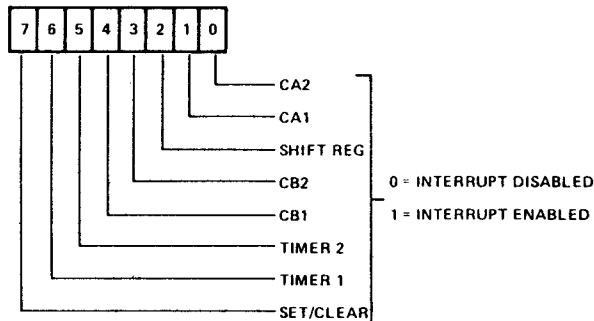 7 6 5 4 3 2 1 0
CA2
CA1
SHIFT REG
CB2
0 = INTERRUPT DISABLED
CB1
1 = INTERRUPT ENABLED
TIMER 2
TIMER 1
SET/CLEAR